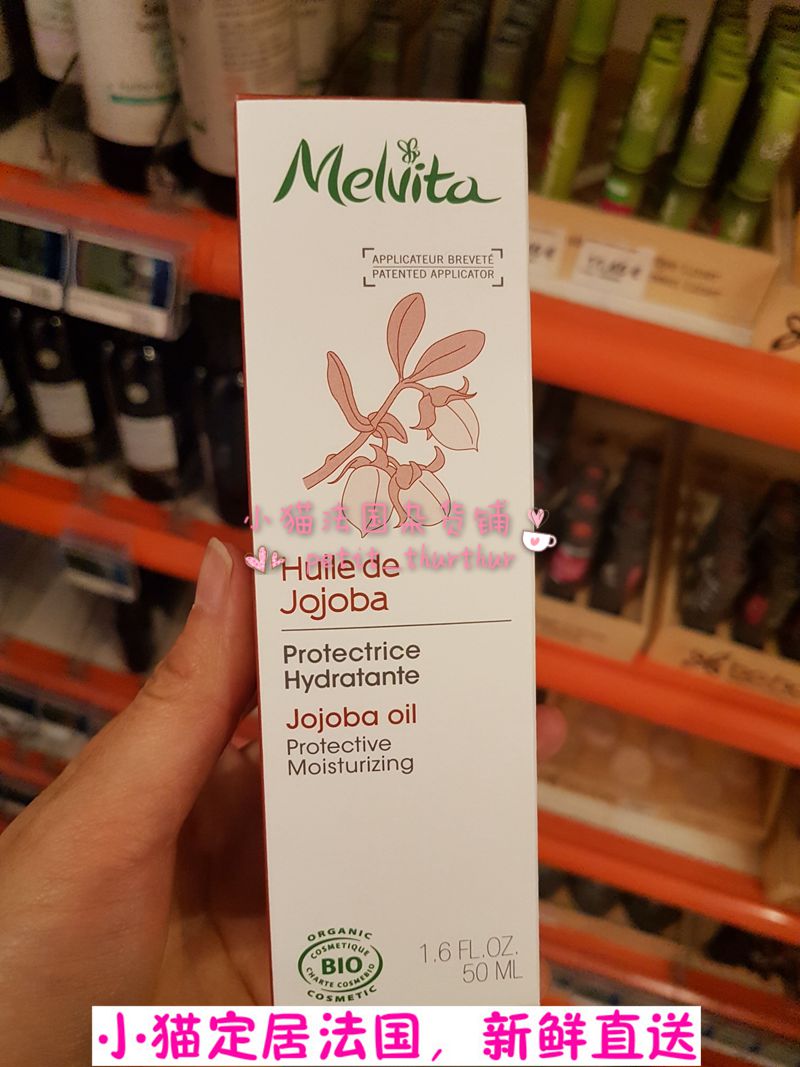 Melvita
APPLICATEUR BREVETÉ
PATENTED APPLICATOR
小猫法国杂货铺
petit_thurthur
Huile de
Jojoba
Protectrice
Hydratante
Jojoba oil
Protective
Moisturizing
ORGANIC
COSMETIQUE
BIO
CHARTE COSMEBIO
COSMETIC
1.6 FL.OZ.
50 ML
小猫定居法国，新鲜直送